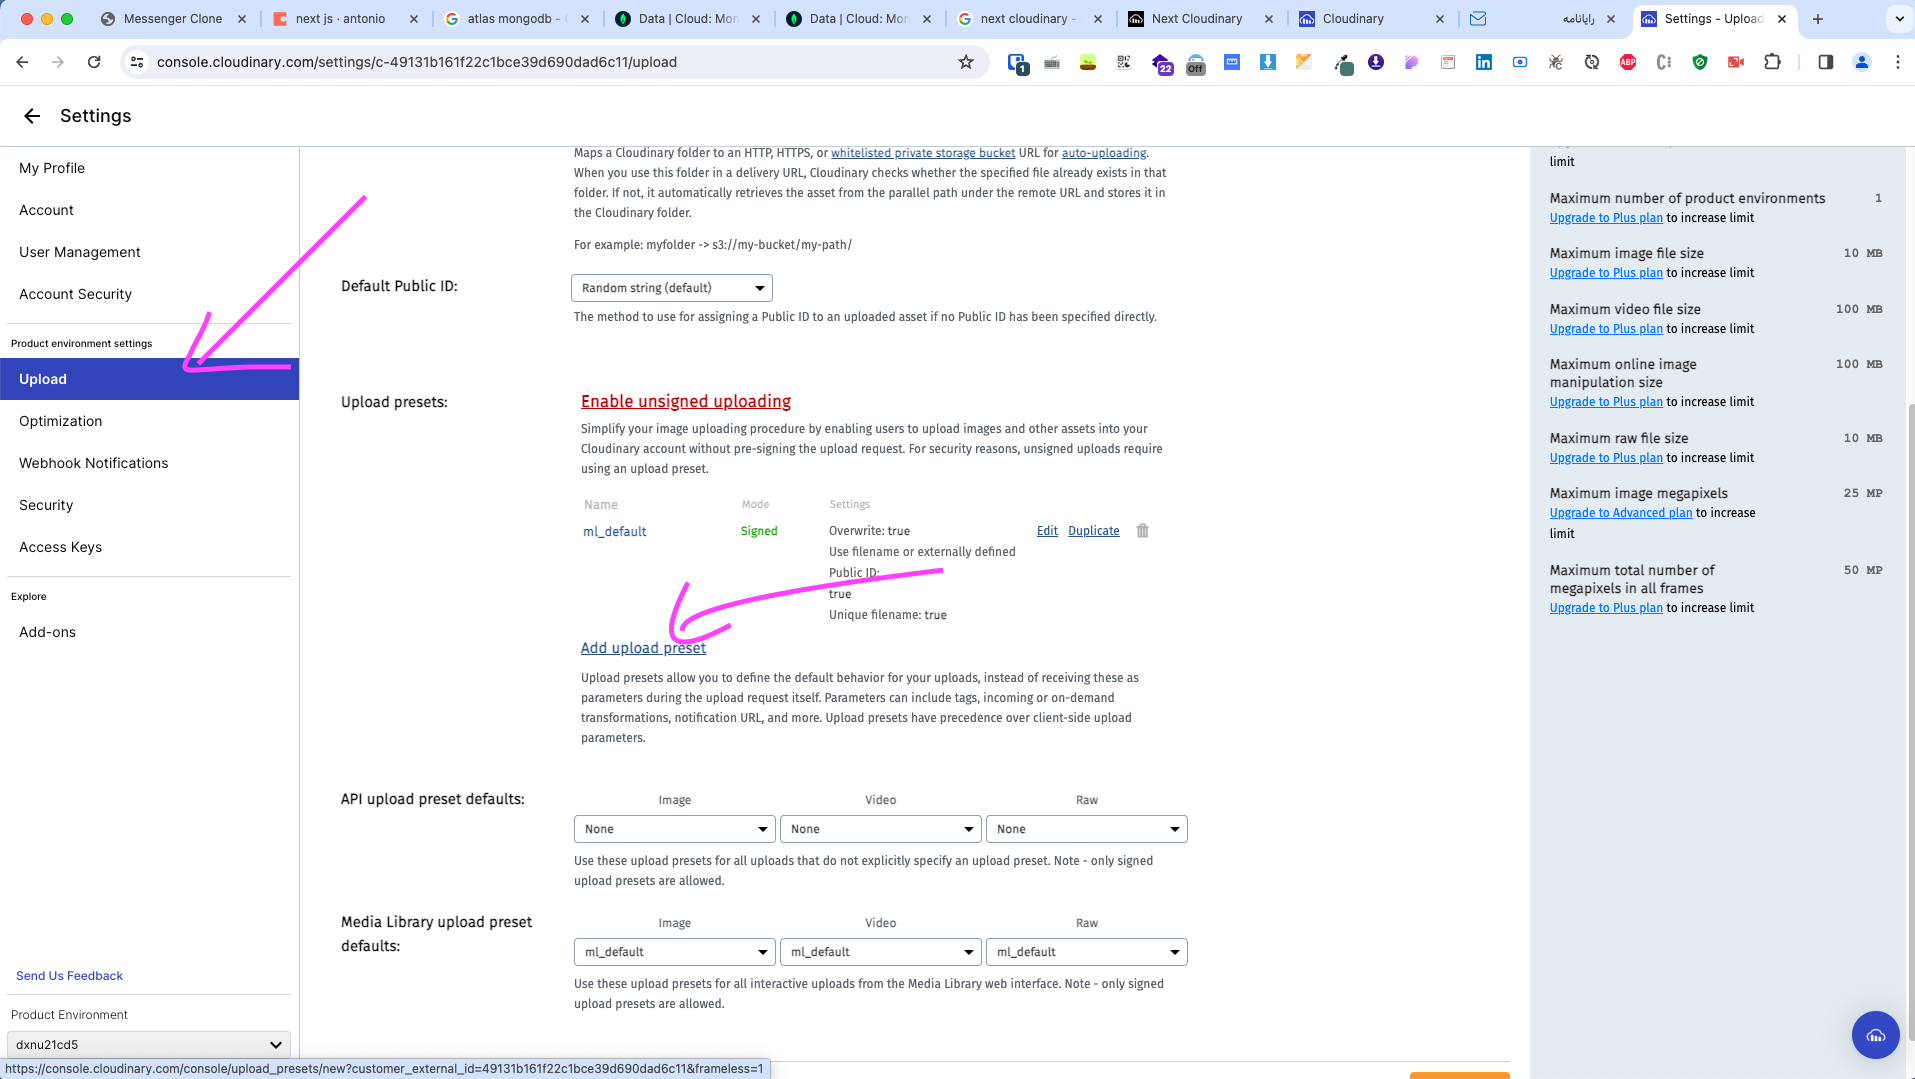 Messenger Clone
next js · antonio
atlas mongodb -
Data | Cloud: Mon
Data | Cloud: Mon
next cloudinary -
Next Cloudinary
Cloudinary
رایانامه
Settings - Upload
console.cloudinary.com/settings/c-49131b161f22c1bce39d690dad6c11/upload
1
22
Off
ABP
Settings
My Profile
Account
User Management
Account Security
Product environment settings
Upload
Optimization
Webhook Notifications
Security
Access Keys
Explore
Add-ons
Send Us Feedback
Product Environment
dxnu21cd5
https://console.cloudinary.com/console/upload_presets/new?customer_external_id=49131b161f22c1bce39d690dad6c11&frameless=1
Maps a Cloudinary folder to an HTTP, HTTPS, or whitelisted private storage bucket URL for auto-uploading.
When you use this folder in a delivery URL, Cloudinary checks whether the specified file already exists in that
folder. If not, it automatically retrieves the asset from the parallel path under the remote URL and stores it in
the Cloudinary folder.
For example: myfolder -> s3://my-bucket/my-path/
Default Public ID:
Random string (default)
The method to use for assigning a Public ID to an uploaded asset if no Public ID has been specified directly.
Upload presets:
Enable unsigned uploading
Simplify your image uploading procedure by enabling users to upload images and other assets into your
Cloudinary account without pre-signing the upload request. For security reasons, unsigned uploads require
using an upload preset.
Name Mode Settings
ml_default Signed Overwrite: true Edit Duplicate
Use filename or externally defined
Public ID:
true
Unique filename: true
Add upload preset
Upload presets allow you to define the default behavior for your uploads, instead of receiving these as
parameters during the upload request itself. Parameters can include tags, incoming or on-demand
transformations, notification URL, and more. Upload presets have precedence over client-side upload
parameters.
API upload preset defaults:
Image Video Raw
None None None
Use these upload presets for all uploads that do not explicitly specify an upload preset. Note - only signed
upload presets are allowed.
Media Library upload preset
defaults:
Image Video Raw
ml_default ml_default ml_default
Use these upload presets for all interactive uploads from the Media Library web interface. Note - only signed
upload presets are allowed.
limit
Maximum number of product environments 1
Upgrade to Plus plan to increase limit
Maximum image file size 10 MB
Upgrade to Plus plan to increase limit
Maximum video file size 100 MB
Upgrade to Plus plan to increase limit
Maximum online image 100 MB
manipulation size
Upgrade to Plus plan to increase limit
Maximum raw file size 10 MB
Upgrade to Plus plan to increase limit
Maximum image megapixels 25 MP
Upgrade to Advanced plan to increase
limit
Maximum total number of 50 MP
megapixels in all frames
Upgrade to Plus plan to increase limit